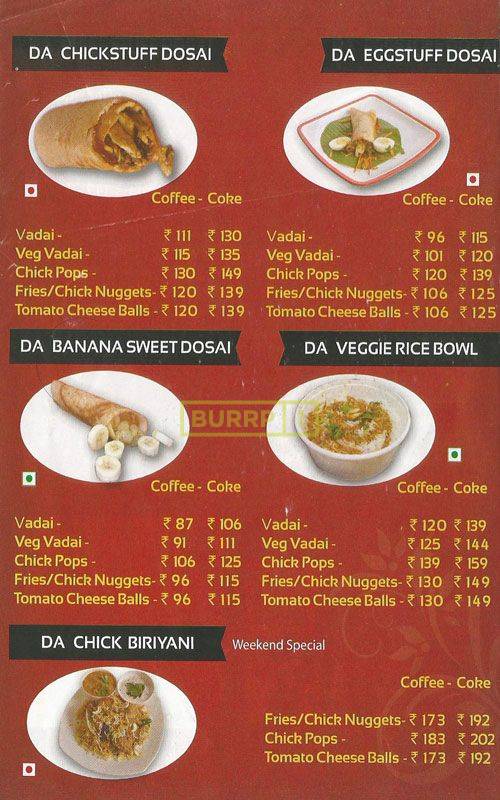 DA CHICKSTUFF DOSAI
Coffee - Coke
Vadai - ₹ 111 ₹ 130
Veg Vadai - ₹ 115 ₹ 135
Chick Pops - ₹ 130 ₹ 149
Fries/Chick Nuggets- ₹ 120 ₹ 139
Tomato Cheese Balls - ₹ 120 ₹ 139
DA EGGSTUFF DOSAI
Coffee - Coke
Vadai - ₹ 96 ₹ 115
Veg Vadai - ₹ 101 ₹ 120
Chick Pops - ₹ 120 ₹ 139
Fries/Chick Nuggets - ₹ 106 ₹ 125
Tomato Cheese Balls - ₹ 106 ₹ 125
DA BANANA SWEET DOSAI
BURRP
Coffee - Coke
Vadai - ₹ 87 ₹ 106
Veg Vadai - ₹ 91 ₹ 111
Chick Pops - ₹ 106 ₹ 125
Fries/Chick Nuggets- ₹ 96 ₹ 115
Tomato Cheese Balls - ₹ 96 ₹ 115
DA VEGGIE RICE BOWL
Coffee - Coke
Vadai - ₹ 120 ₹ 139
Veg Vadai - ₹ 125 ₹ 144
Chick Pops - ₹ 139 ₹ 159
Fries/Chick Nuggets- ₹ 130 ₹ 149
Tomato Cheese Balls - ₹ 130 ₹ 149
DA CHICK BIRIYANI
Weekend Special
Coffee - Coke
Fries/Chick Nuggets- ₹ 173 ₹ 192
Chick Pops - ₹ 183 ₹ 202
Tomato Cheese Balls - ₹ 173 ₹ 192